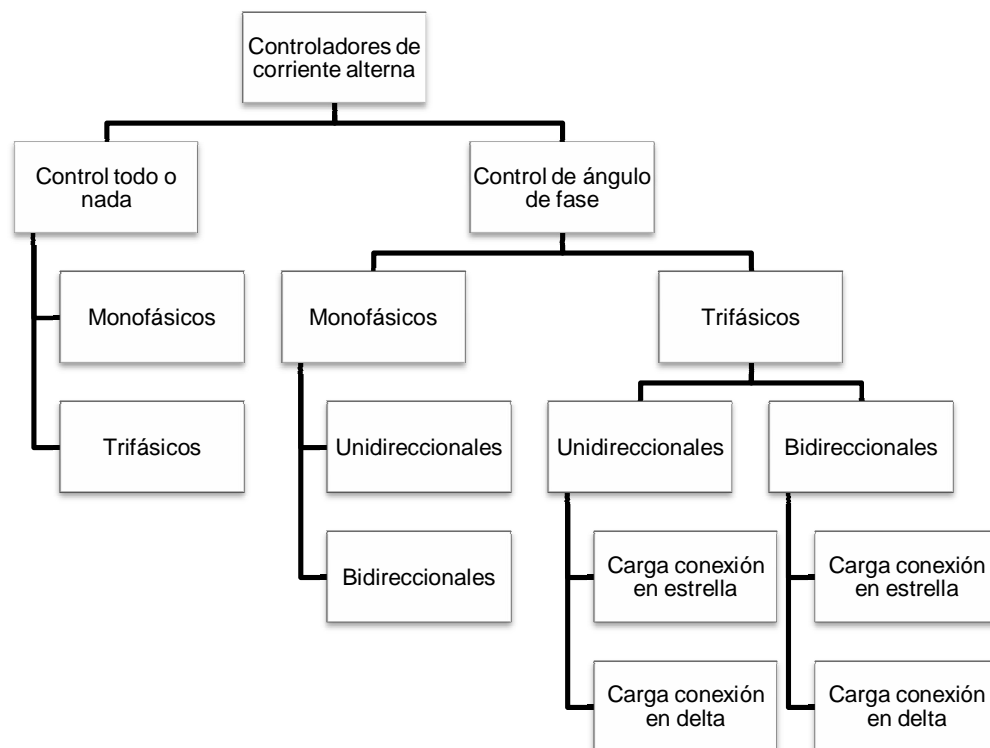 Controladores de
corriente alterna
Control todo o
nada
Control de ángulo
de fase
Monofásicos
Monofásicos
Trifásicos
Trifásicos
Unidireccionales
Unidireccionales
Bidireccionales
Bidireccionales
Carga conexión
en estrella
Carga conexión
en estrella
Carga conexión
en delta
Carga conexión
en delta